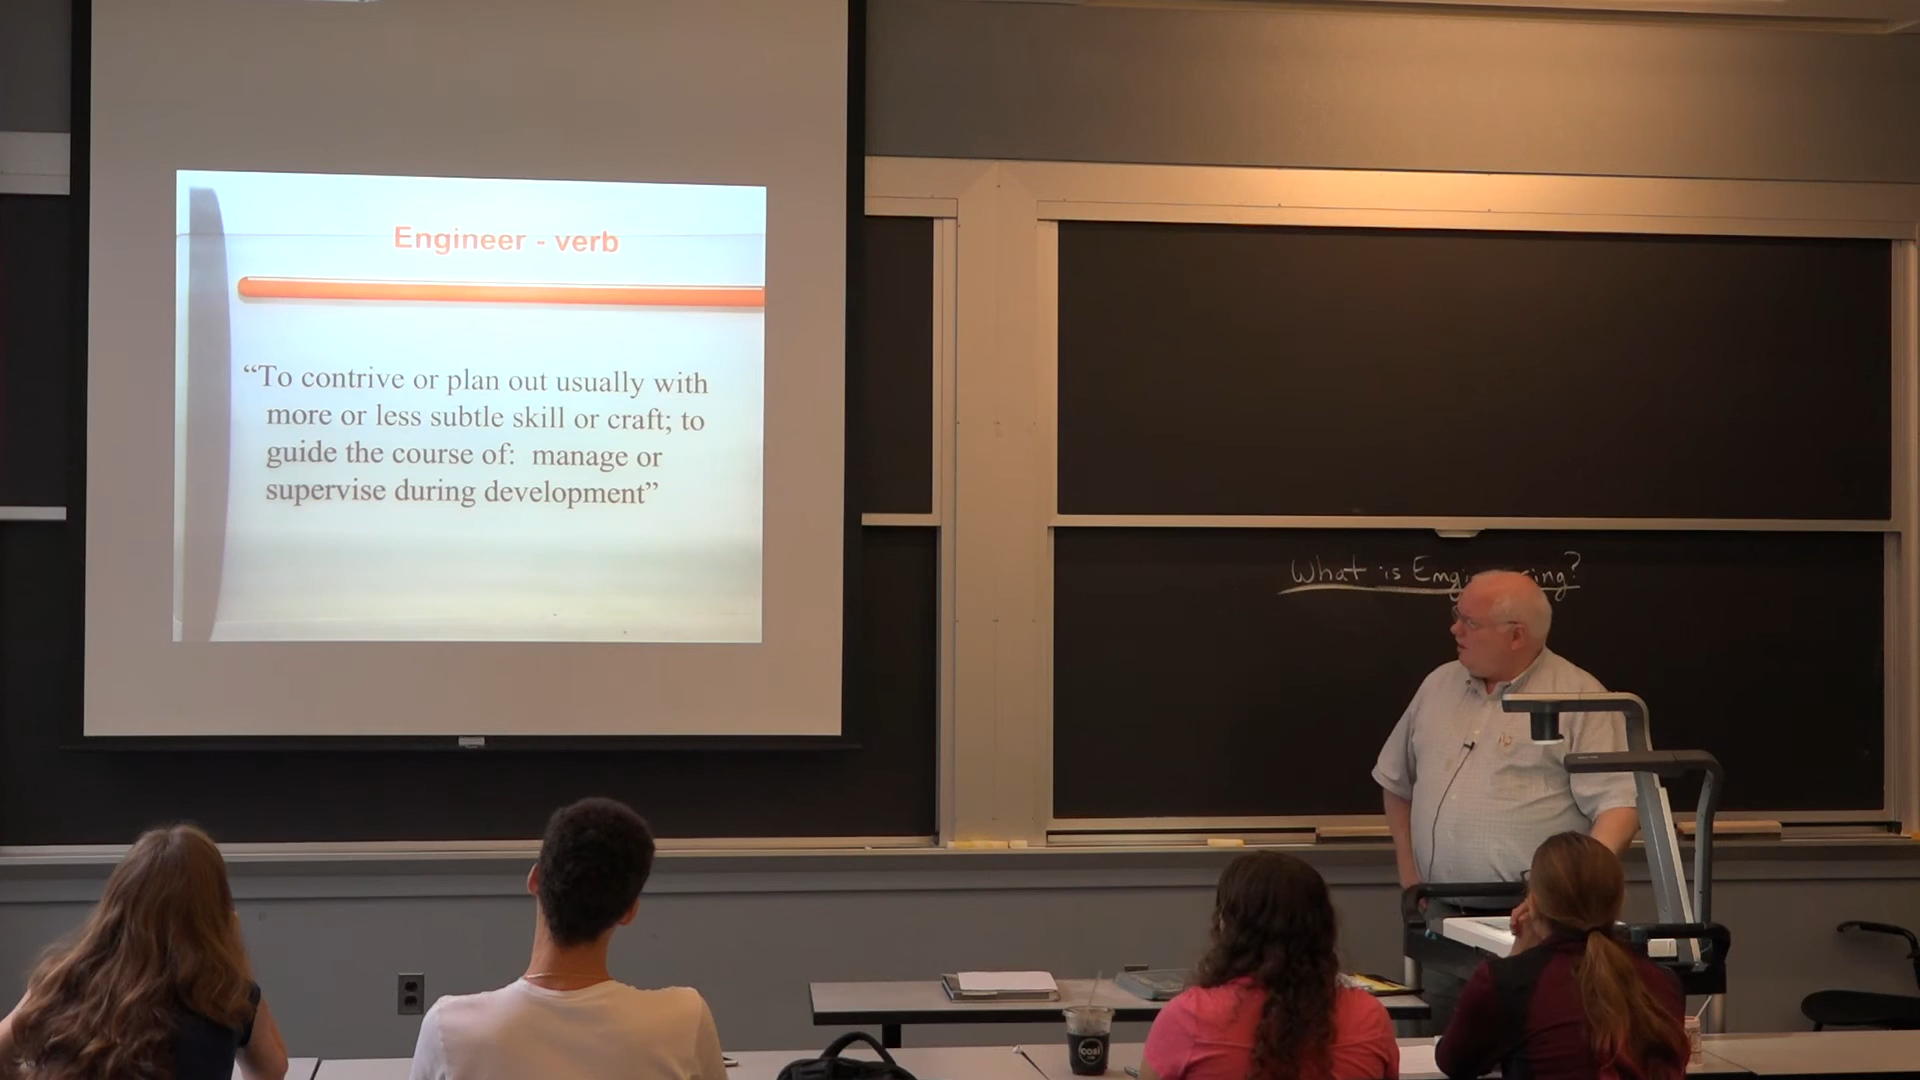 Engineer - verb
“To contrive or plan out usually with
more or less subtle skill or craft; to
guide the course of:  manage or
supervise during development”
What is
cosi